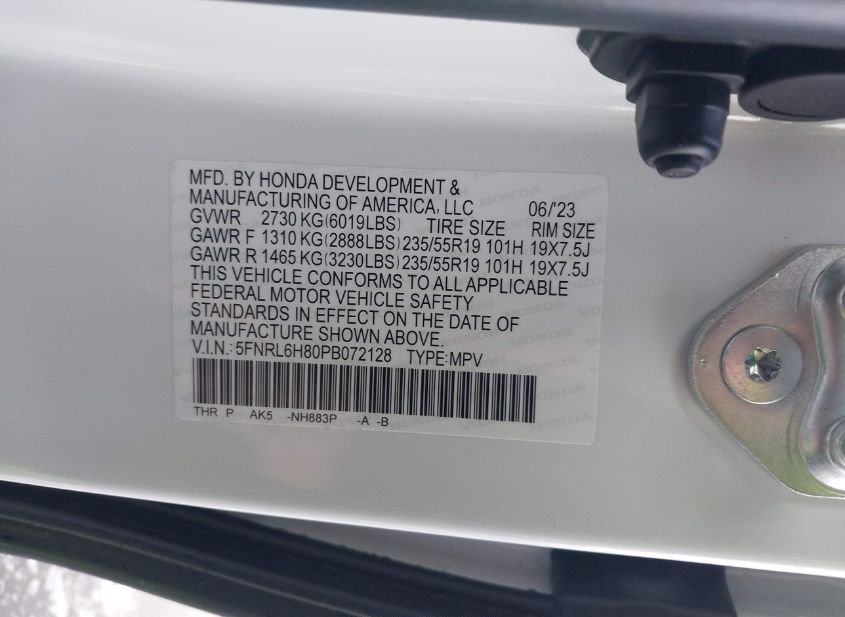 MFD. BY HONDA DEVELOPMENT &
MANUFACTURING OF AMERICA, LLC 06/'23
GVWR 2730 KG(6019LBS) TIRE SIZE RIM SIZE
GAWR F 1310 KG(2888LBS) 235/55R19 101H 19X7.5J
GAWR R 1465 KG(3230LBS) 235/55R19 101H 19X7.5J
THIS VEHICLE CONFORMS TO ALL APPLICABLE
FEDERAL MOTOR VEHICLE SAFETY
STANDARDS IN EFFECT ON THE DATE OF
MANUFACTURE SHOWN ABOVE.
V.I.N.:5FNRL6H80PB072128 TYPE:MPV
THR P AK5 -NH883P -A -B